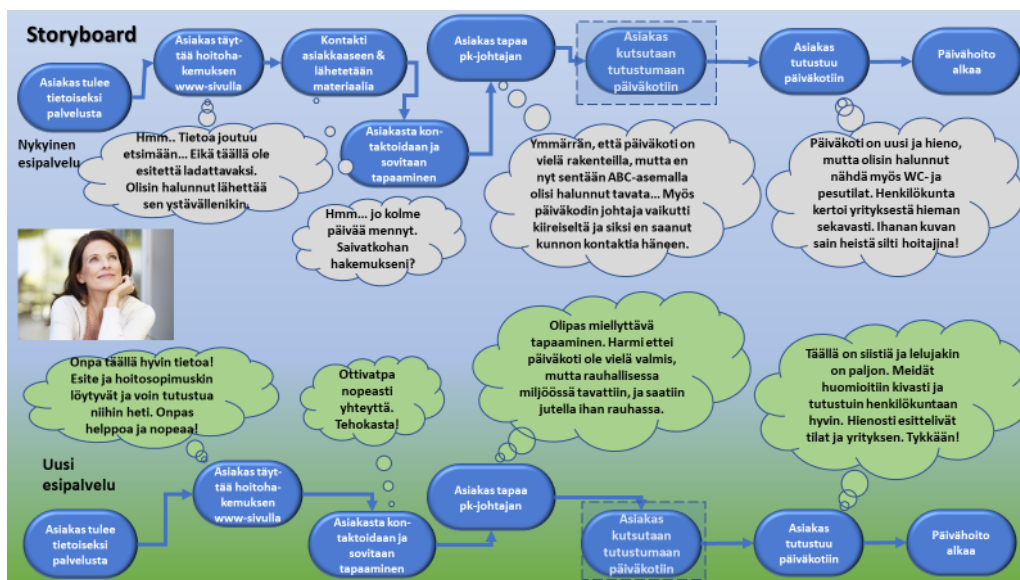 Storyboard
Asiakas tulee
tietoiseksi
palvelusta
Asiakas täyt-
tää hoitoha-
kemuksen
www-sivulla
Kontakti
asiakkaaseen &
lähetetään
materiaalia
Asiakasta kon-
taktoidaan ja
sovitaan
tapaaminen
Asiakas tapaa
pk-johtajan
Asiakas
kutsutaan
tutustumaan
päiväkotiin
Asiakas
tutustuu
päiväkotiin
Päivähoito
alkaa
Nykyinen
esipalvelu
Hmm.. Tietoa joutuu
etsimään... Eikä täällä ole
esitettä ladattavaksi.
Olisin halunnut lähettää
sen ystävällenikin.
Hmm... jo kolme
päivää mennyt.
Saivatkohan
hakemukseni?
Ymmärrän, että päiväkoti on
vielä rakenteilla, mutta en
nyt sentään ABC-asemalla
olisi halunnut tavata... Myös
päiväkodin johtaja vaikutti
kiireiseltä ja siksi en saanut
kunnon kontaktia häneen.
Päiväkoti on uusi ja hieno,
mutta olisin halunnut
nähdä myös WC- ja
pesutilat. Henkilökunta
kertoi yrityksestä hieman
sekavasti. Ihanan kuvan
sain heistä silti hoitajina!
Onpa täällä hyvin tietoa!
Esite ja hoitosopimuskin
löytyvät ja voin tutustua
niihin heti. Onpas
helppoa ja nopeaa!
Ottivatpa
nopeasti
yhteyttä.
Tehokasta!
Olipas miellyttävä
tapaaminen. Harmi ettei
päiväkoti ole vielä valmis,
mutta rauhallisessa
miljöössä tavattiin, ja saatiin
jutella ihan rauhassa.
Täällä on siistiä ja lelujakin
on paljon. Meidät
huomioitiin kivasti ja
tutustuin henkilökuntaan
hyvin. Hienosti esittelivät
tilat ja yrityksen. Tykkään!
Uusi
esipalvelu
Asiakas tulee
tietoiseksi
palvelusta
Asiakas täyt-
tää hoitoha-
kemuksen
www-sivulla
Asiakasta kon-
taktoidaan ja
sovitaan
tapaaminen
Asiakas tapaa
pk-johtajan
Asiakas
kutsutaan
tutustumaan
päiväkotiin
Asiakas
tutustuu
päiväkotiin
Päivähoito
alkaa